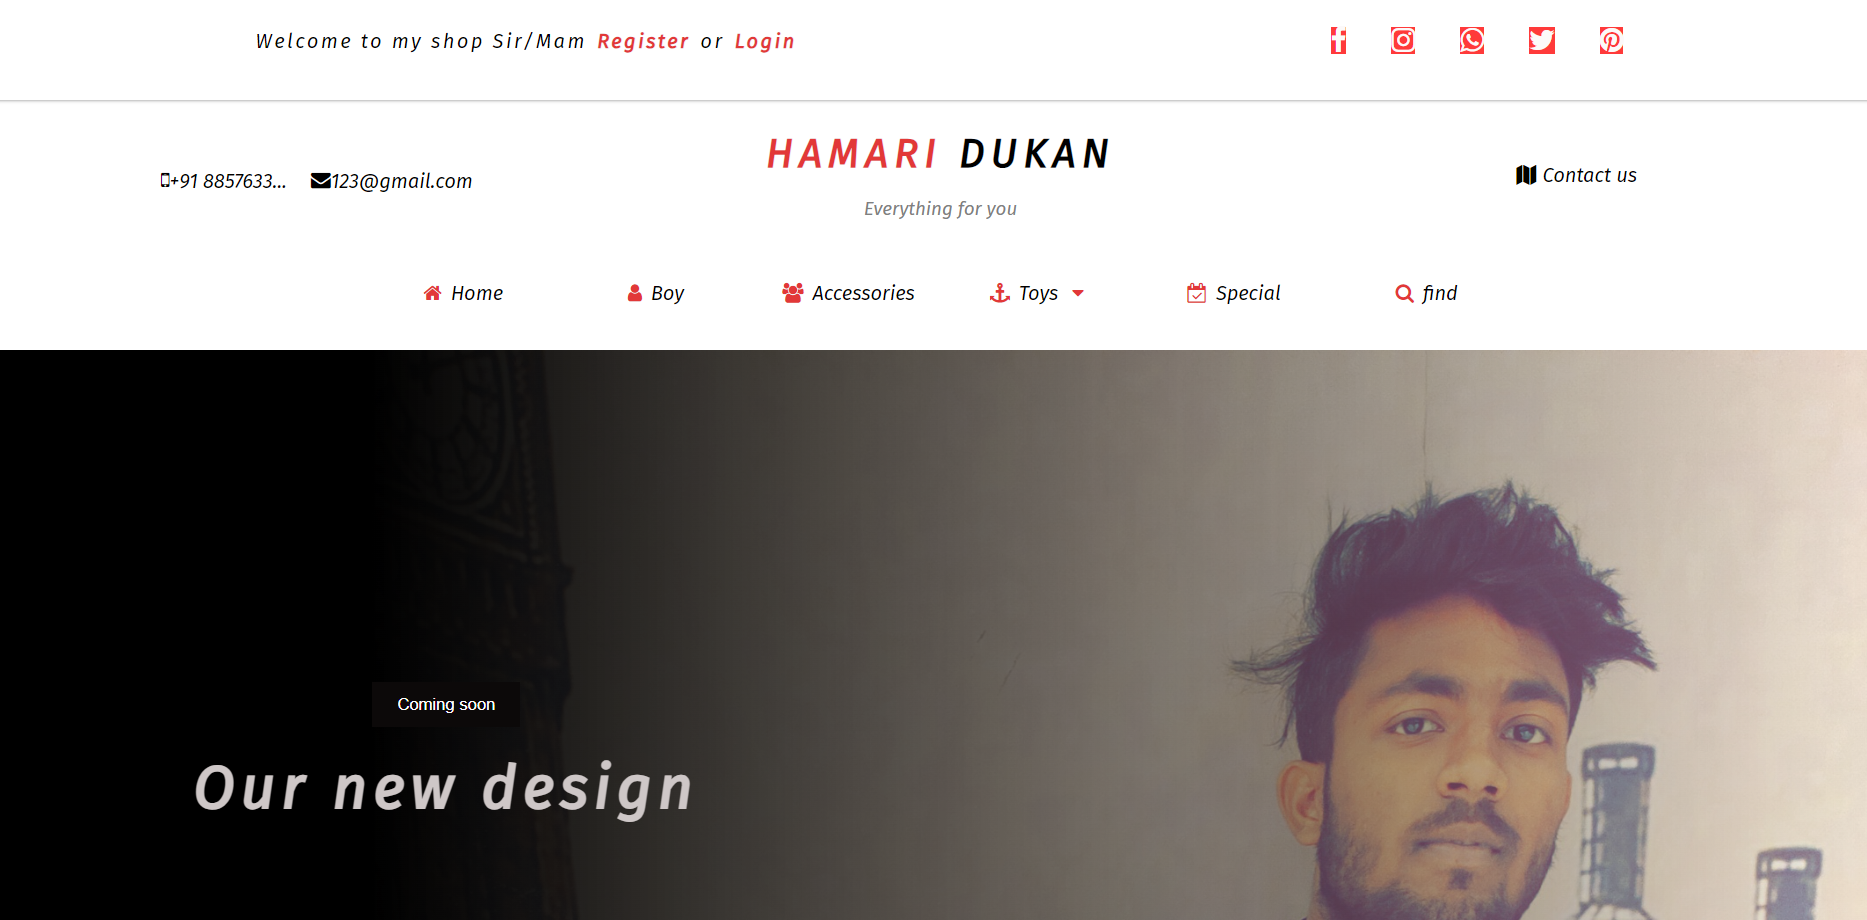 Welcome to my shop Sir/Mam Register or Login
HAMARI DUKAN
+91 8857633... 123@gmail.com
Contact us
Everything for you
Home Boy Accessories Toys Special find
Coming soon
Our new design